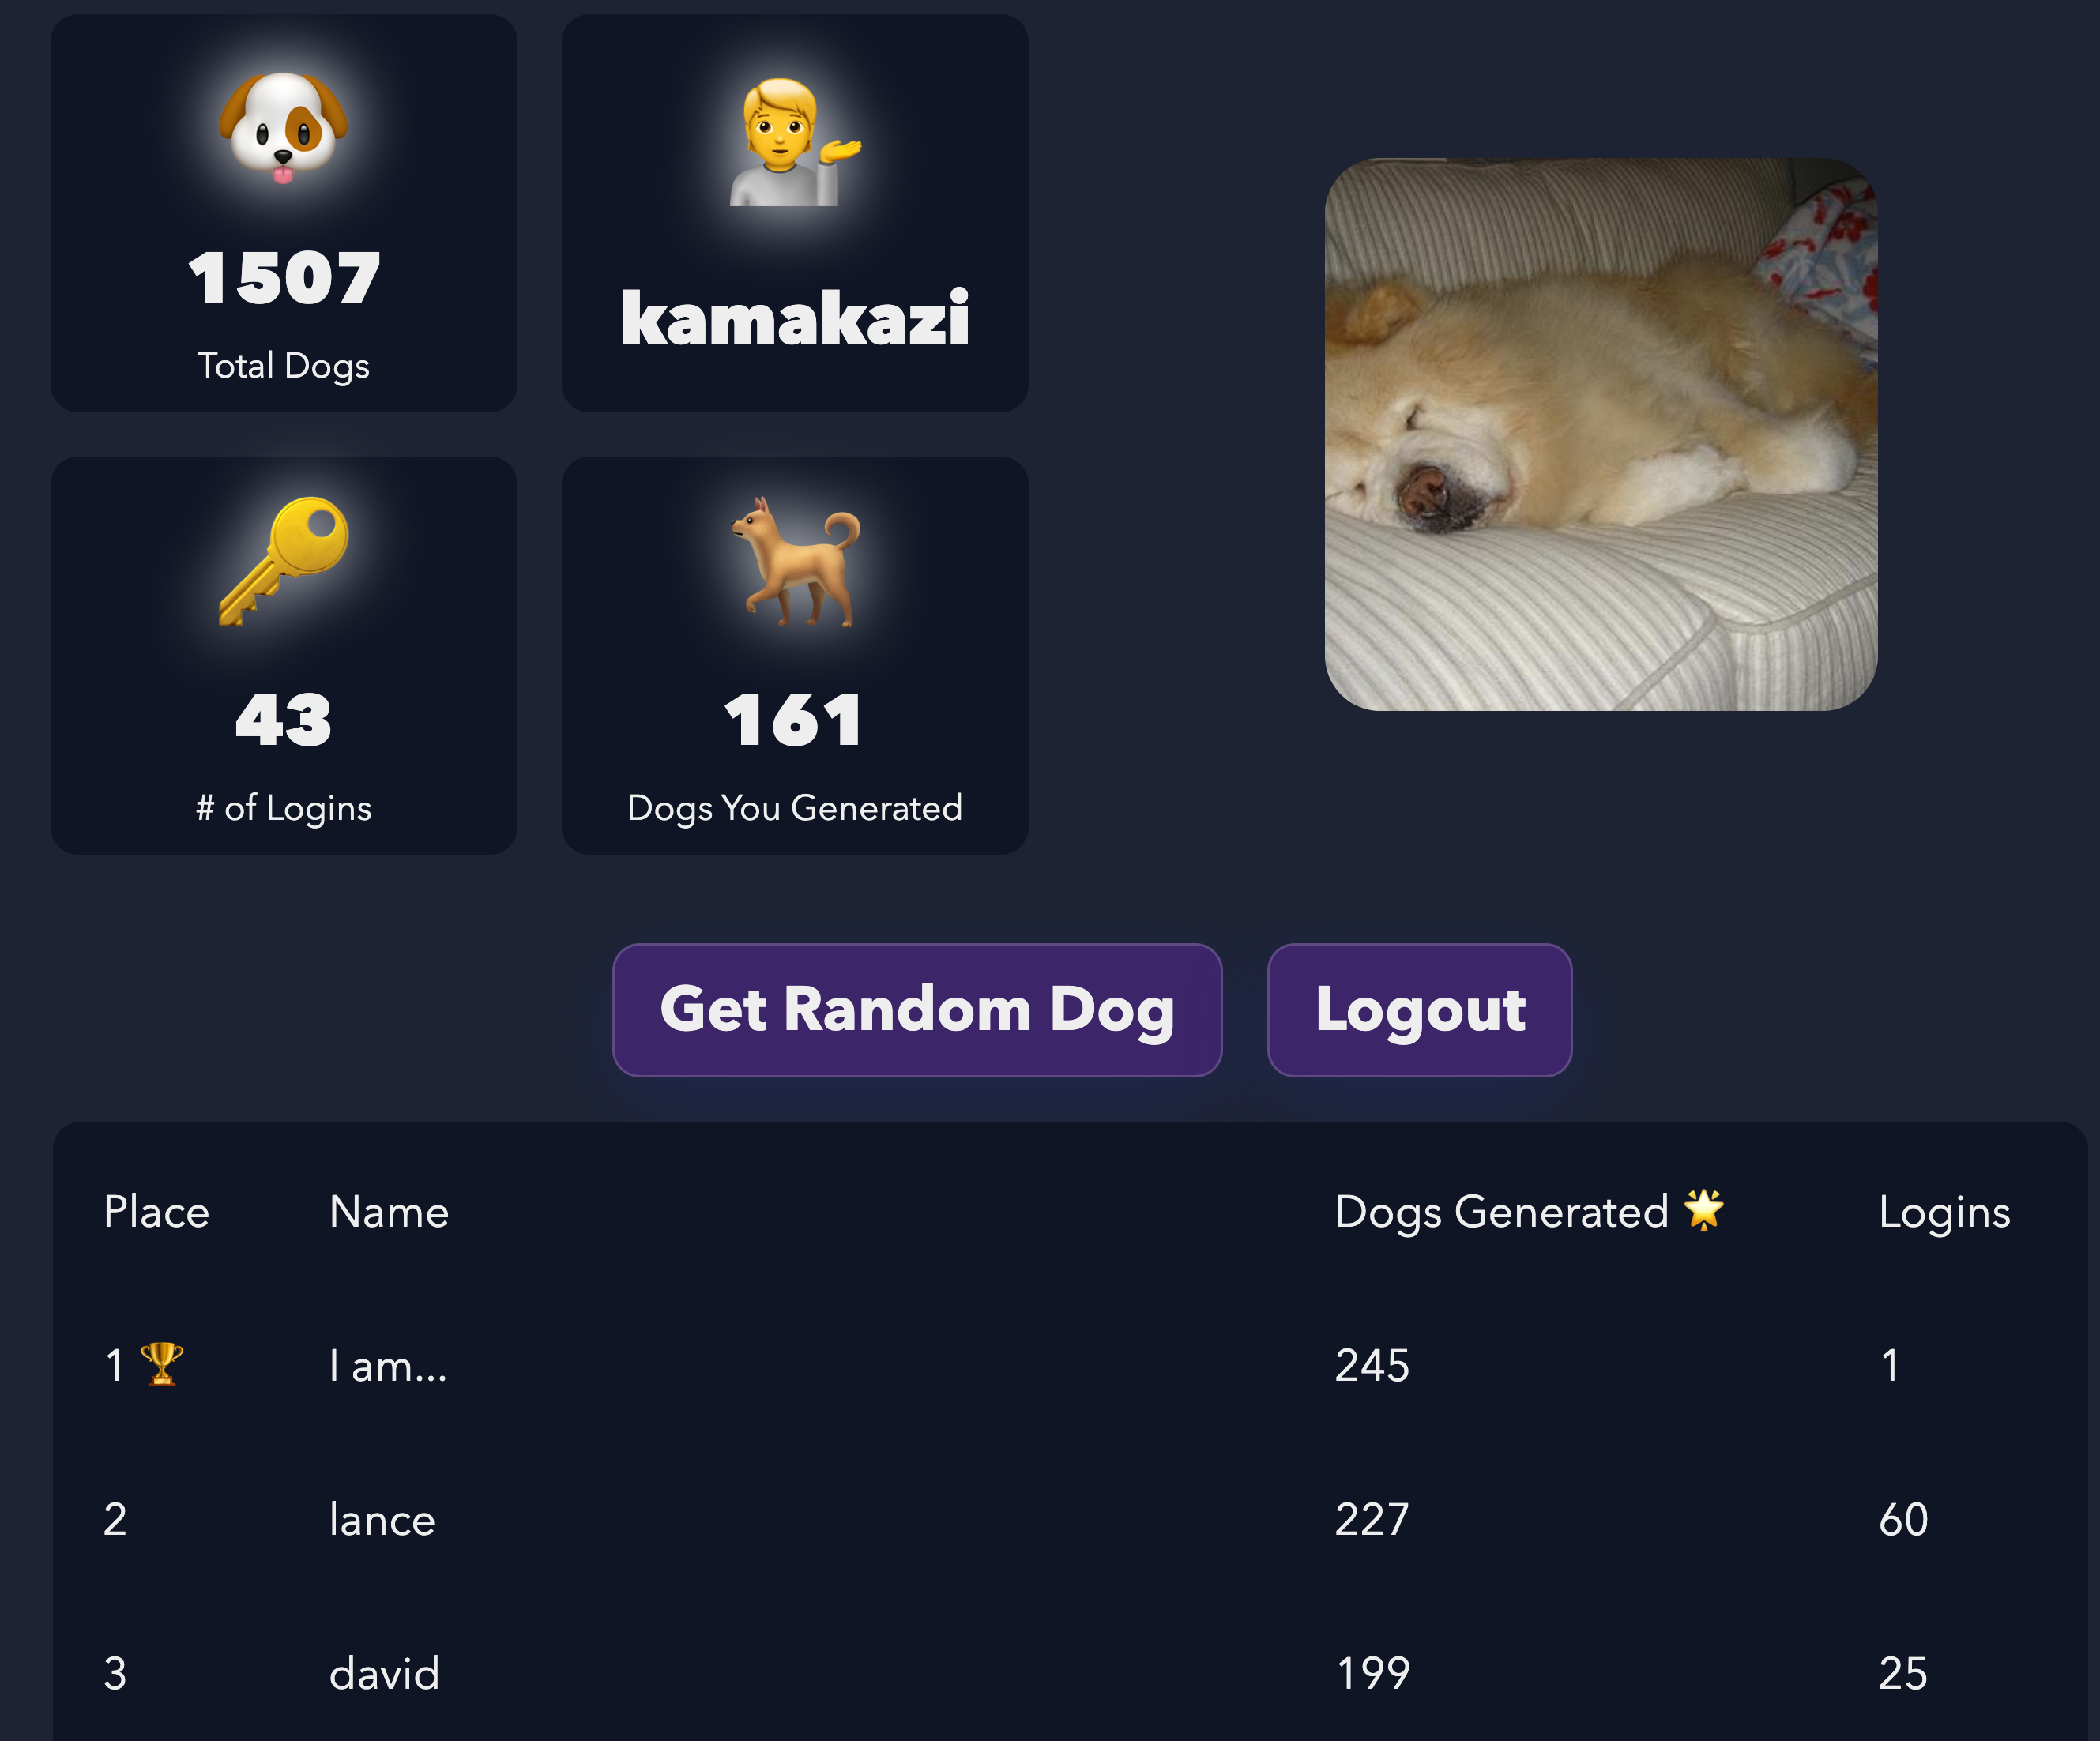 1507
Total Dogs
kamakazi
43
# of Logins
161
Dogs You Generated
Get Random Dog
Logout
Place Name Dogs Generated 🌟 Logins
1 🏆 I am... 245 1
2 lance 227 60
3 david 199 25